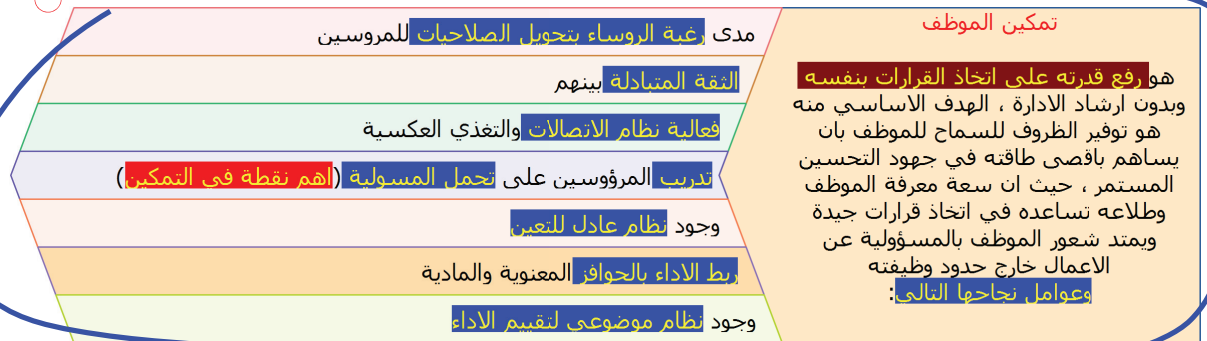 تمكين الموظف
هو رفع قدرته على اتخاذ القرارات بنفسه
وبدون ارشاد الادارة ، الهدف الاساسي منه
هو توفير الظروف للسماح للموظف بان
يساهم باقصى طاقته في جهود التحسين
المستمر ، حيث ان سعة معرفة الموظف
وطلاعه تساعده في اتخاذ قرارات جيدة
ويمتد شعور الموظف بالمسؤولية عن
الاعمال خارج حدود وظيفته
وعوامل نجاحها التالي:
مدى رغبة الروساء بتحويل الصلاحيات للمروسين
الثقة المتبادلة بينهم
فعالية نظام الاتصالات والتغذي العكسية
تدريب المرؤوسين على تحمل المسولية (اهم نقطة في التمكين)
وجود نظام عادل للتعين
ربط الاداء بالحوافز المعنوية والمادية
وجود نظام موضوعي لتقييم الاداء